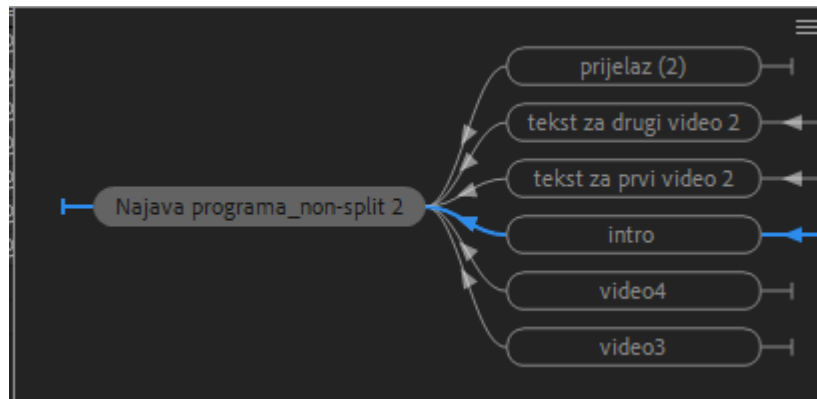 prijelaz (2)
tekst za drugi video 2
tekst za prvi video 2
Najava programa_non-split 2
intro
video4
video3